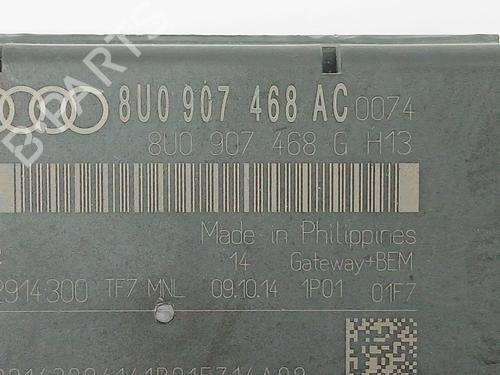 8U0 907 468 AC 0074
8U0 907 468 G H13
Made in Philippines
14 Gateway+BEM
2914300 TF7 MNL 09.10.14 1P01 01F7